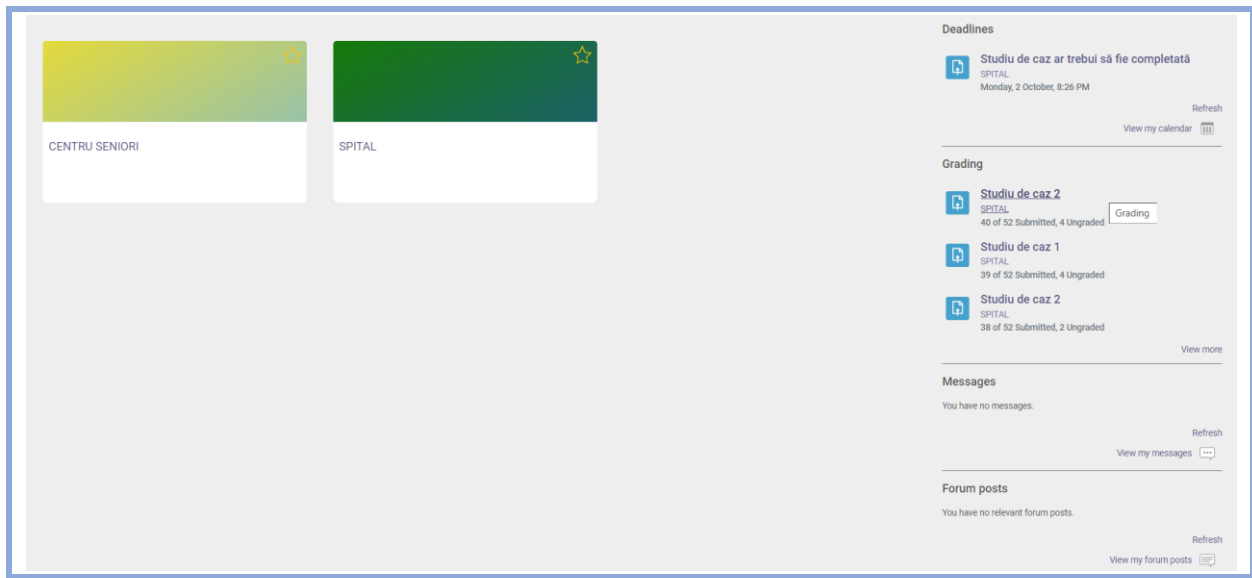 CENTRU SENIORI
SPITAL
Deadlines
Studiu de caz ar trebui să fie completată
SPITAL
Monday, 2 October, 8:26 PM
Refresh
View my calendar
Grading
Studiu de caz 2
SPITAL
40 of 52 Submitted, 4 Ungraded
Grading
Studiu de caz 1
SPITAL
39 of 52 Submitted, 4 Ungraded
Studiu de caz 2
SPITAL
38 of 52 Submitted, 2 Ungraded
View more
Messages
You have no messages.
Refresh
View my messages
Forum posts
You have no relevant forum posts.
Refresh
View my forum posts